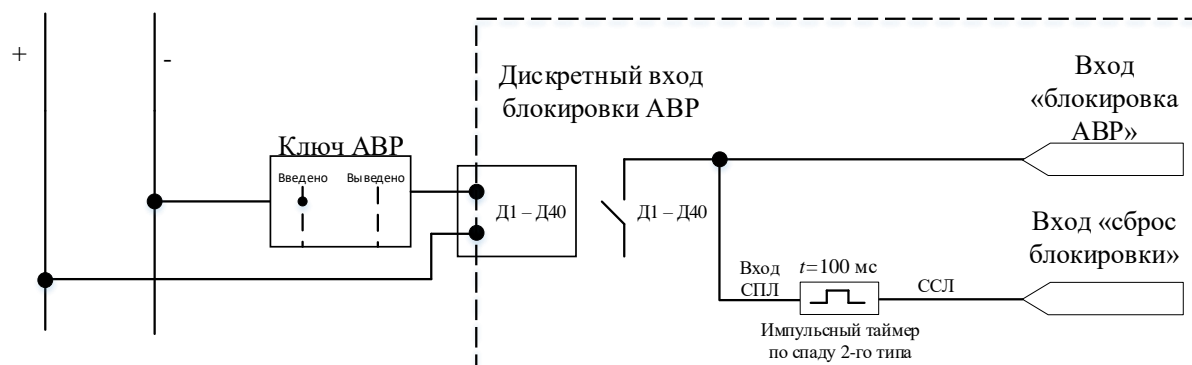 +
-
Дискретный вход
блокировки АВР
Вход
«блокировка
АВР»
Ключ АВР
Введено
Выведено
Д1 – Д40
Д1 – Д40
Вход «сброс
блокировки»
Вход
СПЛ
t=100 мс
ССЛ
Импульсный таймер
по спаду 2-го типа